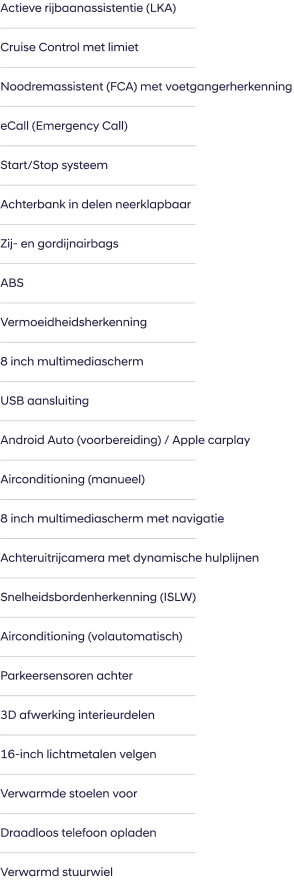 Actieve rijbaanassistentie (LKA)
Cruise Control met limiet
Noodremassistent (FCA) met voetgangerherkenning
eCall (Emergency Call)
Start/Stop systeem
Achterbank in delen neerklapbaar
Zij- en gordijnairbags
ABS
Vermoeidheidsherkenning
8 inch multimediascherm
USB aansluiting
Android Auto (voorbereiding) / Apple carplay
Airconditioning (manueel)
8 inch multimediascherm met navigatie
Achteruitrijcamera met dynamische hulplijnen
Snelheidsbordenherkenning (ISLW)
Airconditioning (volautomatisch)
Parkeersensoren achter
3D afwerking interieurdelen
16-inch lichtmetalen velgen
Verwarmde stoelen voor
Draadloos telefoon opladen
Verwarmd stuurwiel